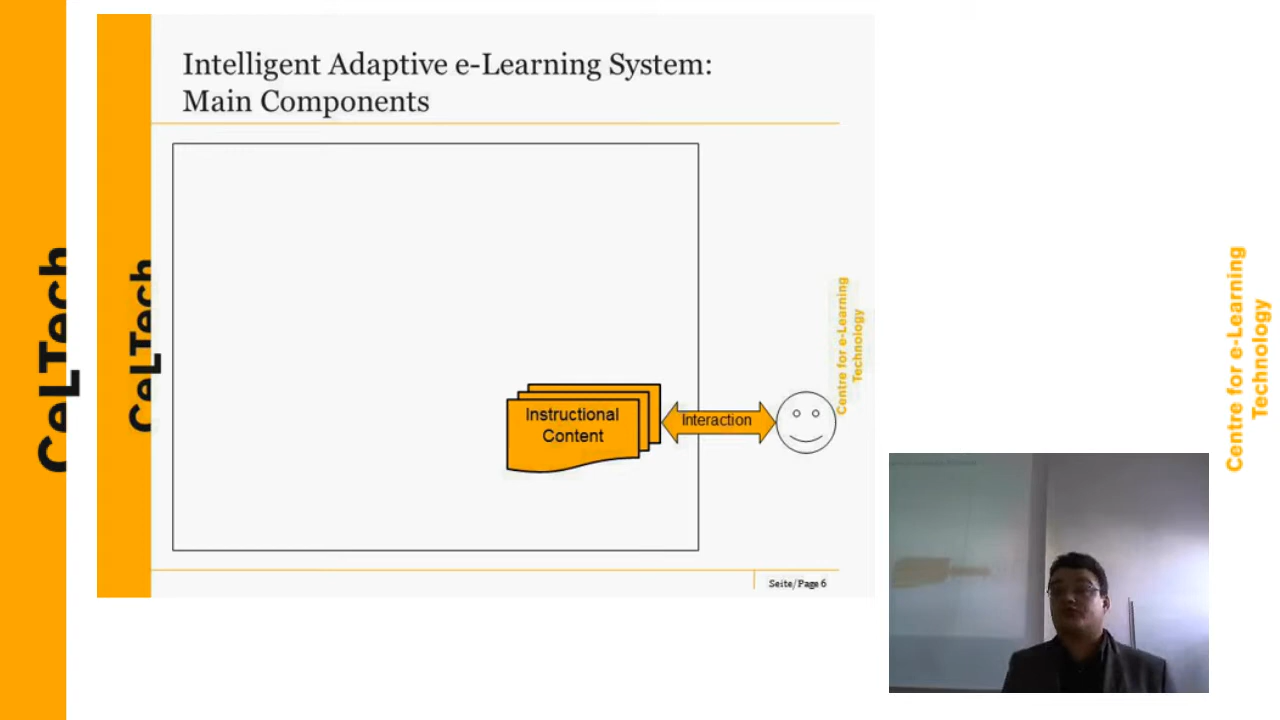 CeLTech
CeLTech
Intelligent Adaptive e-Learning System:
Main Components
Instructional
Content
Interaction
Centre for e-Learning
Technology
Seite/Page 6
Centre for e-Learning
Technology